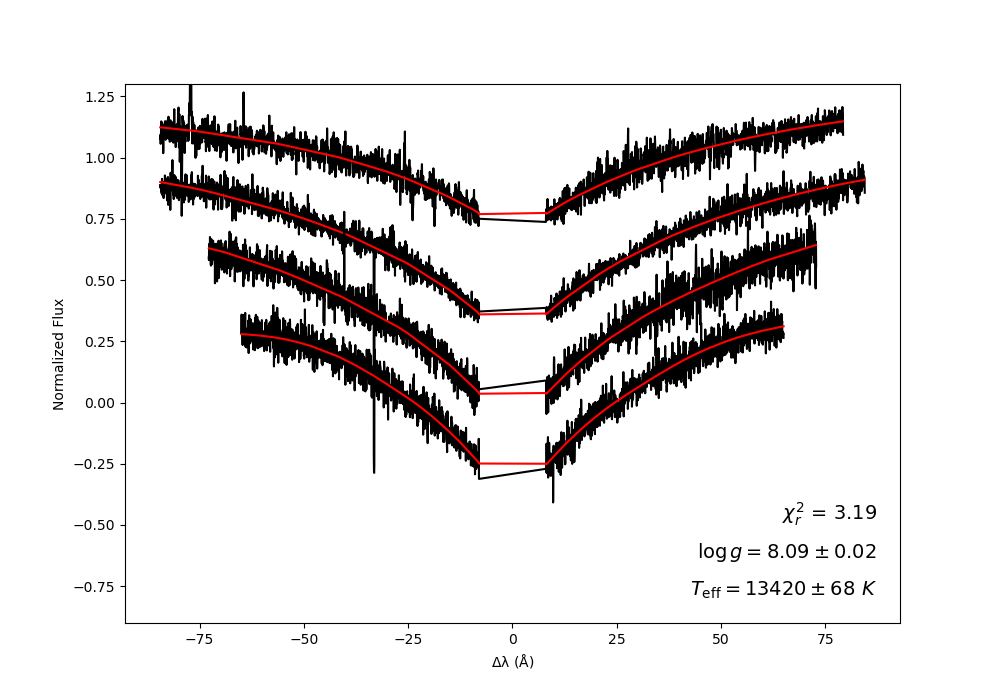 1.25
1.00
0.75
0.50
0.25
0.00
−0.25
−0.50
−0.75
Normalized Flux
χ²ᵣ = 3.19
log g = 8.09 ± 0.02
T_eff = 13420 ± 68 K
−75 −50 −25 0 25 50 75
Δλ (Å)